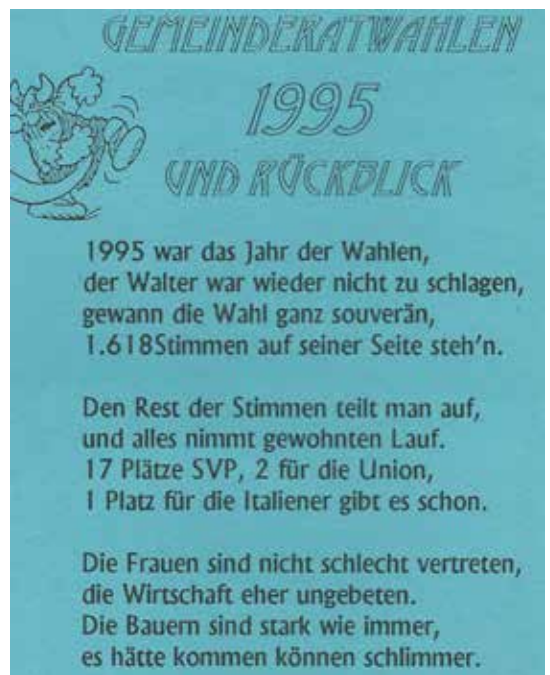 GEMEINDERATWAHLEN
1995
UND RÜCKBLICK
1995 war das Jahr der Wahlen,
der Walter war wieder nicht zu schlagen,
gewann die Wahl ganz souverän,
1.618Stimmen auf seiner Seite steh'n.
Den Rest der Stimmen teilt man auf,
und alles nimmt gewohnten Lauf.
17 Plätze SVP, 2 für die Union,
1 Platz für die Italiener gibt es schon.
Die Frauen sind nicht schlecht vertreten,
die Wirtschaft eher ungebeten.
Die Bauern sind stark wie immer,
es hätte kommen können schlimmer.